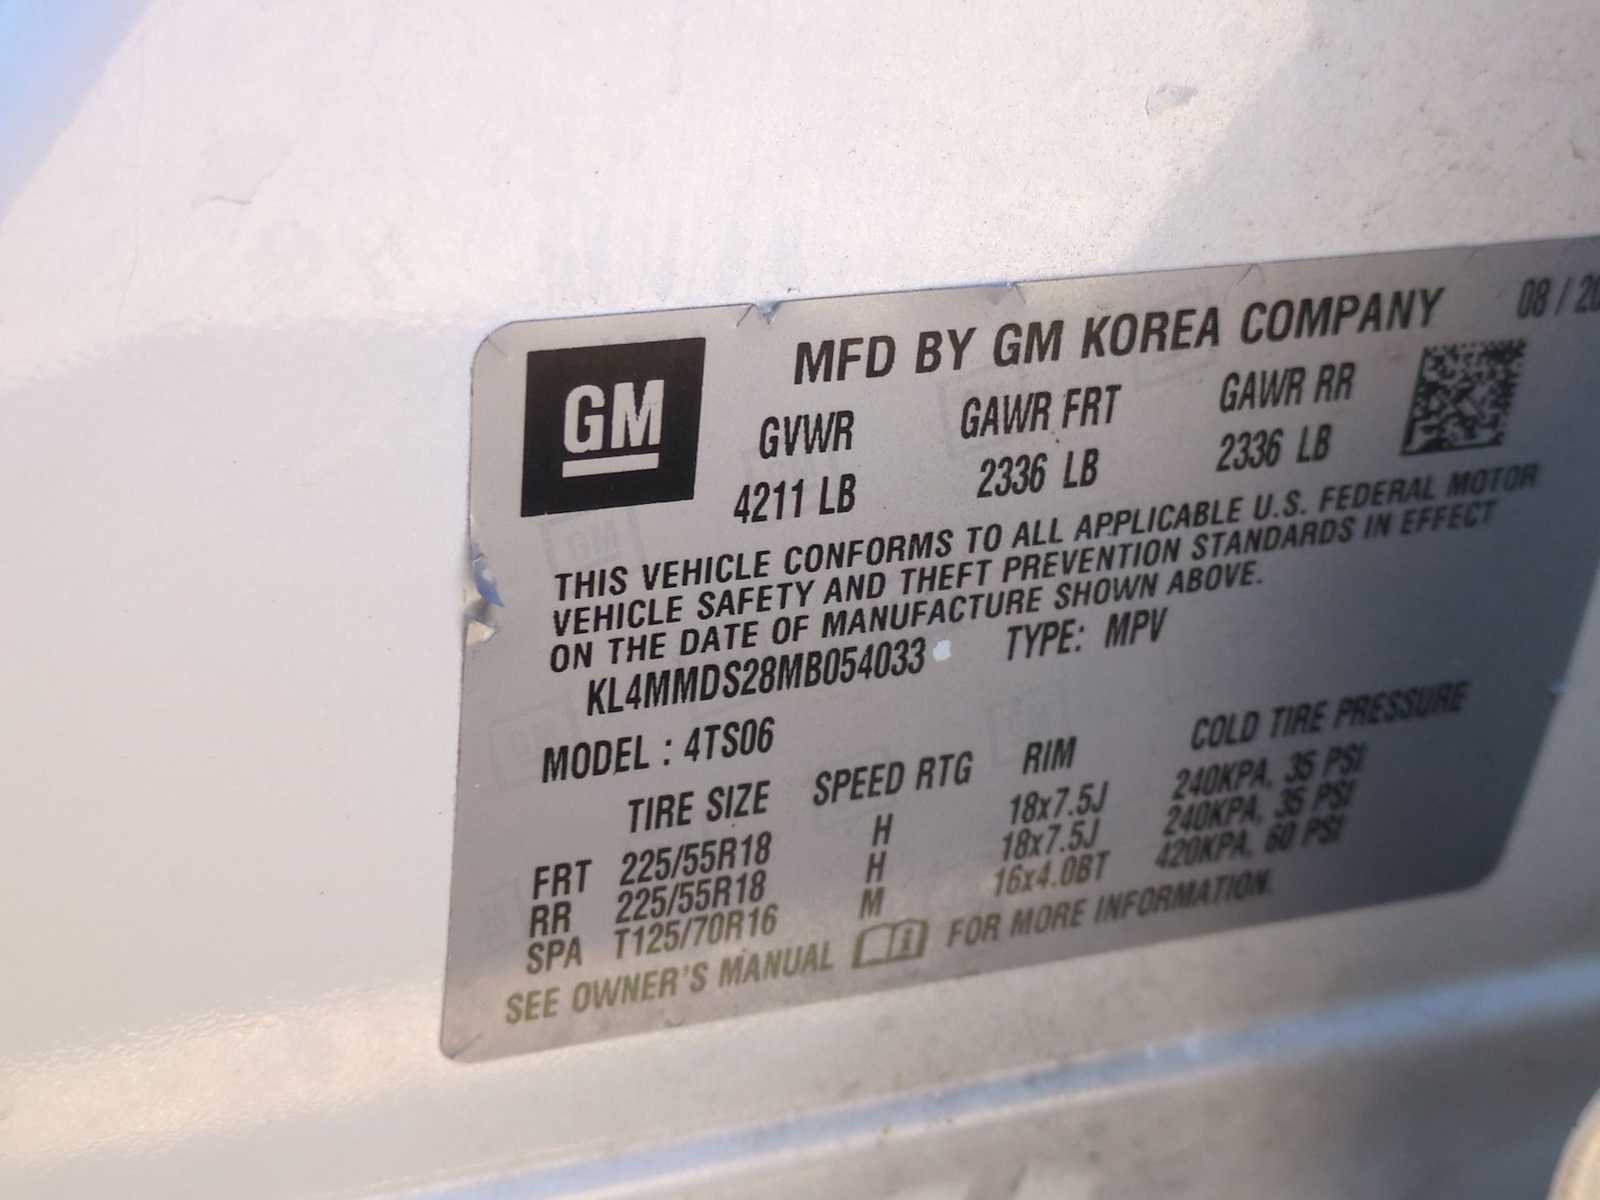 MFD BY GM KOREA COMPANY 08 / 20
GM
GVWR GAWR FRT GAWR RR
4211 LB 2336 LB 2336 LB
THIS VEHICLE CONFORMS TO ALL APPLICABLE U.S. FEDERAL MOTOR
VEHICLE SAFETY AND THEFT PREVENTION STANDARDS IN EFFECT
ON THE DATE OF MANUFACTURE SHOWN ABOVE.
KL4MMDS28MB054033 TYPE: MPV
MODEL : 4TS06
TIRE SIZE SPEED RTG RIM COLD TIRE PRESSURE
FRT 225/55R18 H 18x7.5J 240KPA, 35 PSI
RR 225/55R18 H 18x7.5J 240KPA, 35 PSI
SPA T125/70R16 M 16x4.0BT 420KPA, 60 PSI
SEE OWNER'S MANUAL FOR MORE INFORMATION.